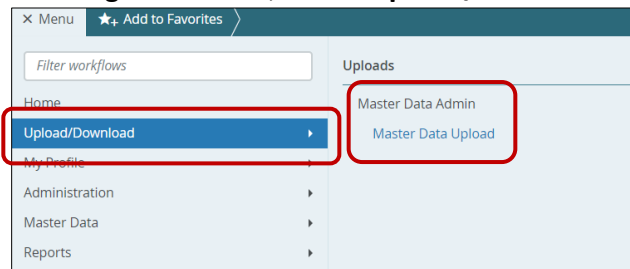 × Menu ★+ Add to Favorites
Filter workflows
Home
Upload/Download
My Profile
Administration
Master Data
Reports
Uploads
Master Data Admin
Master Data Upload